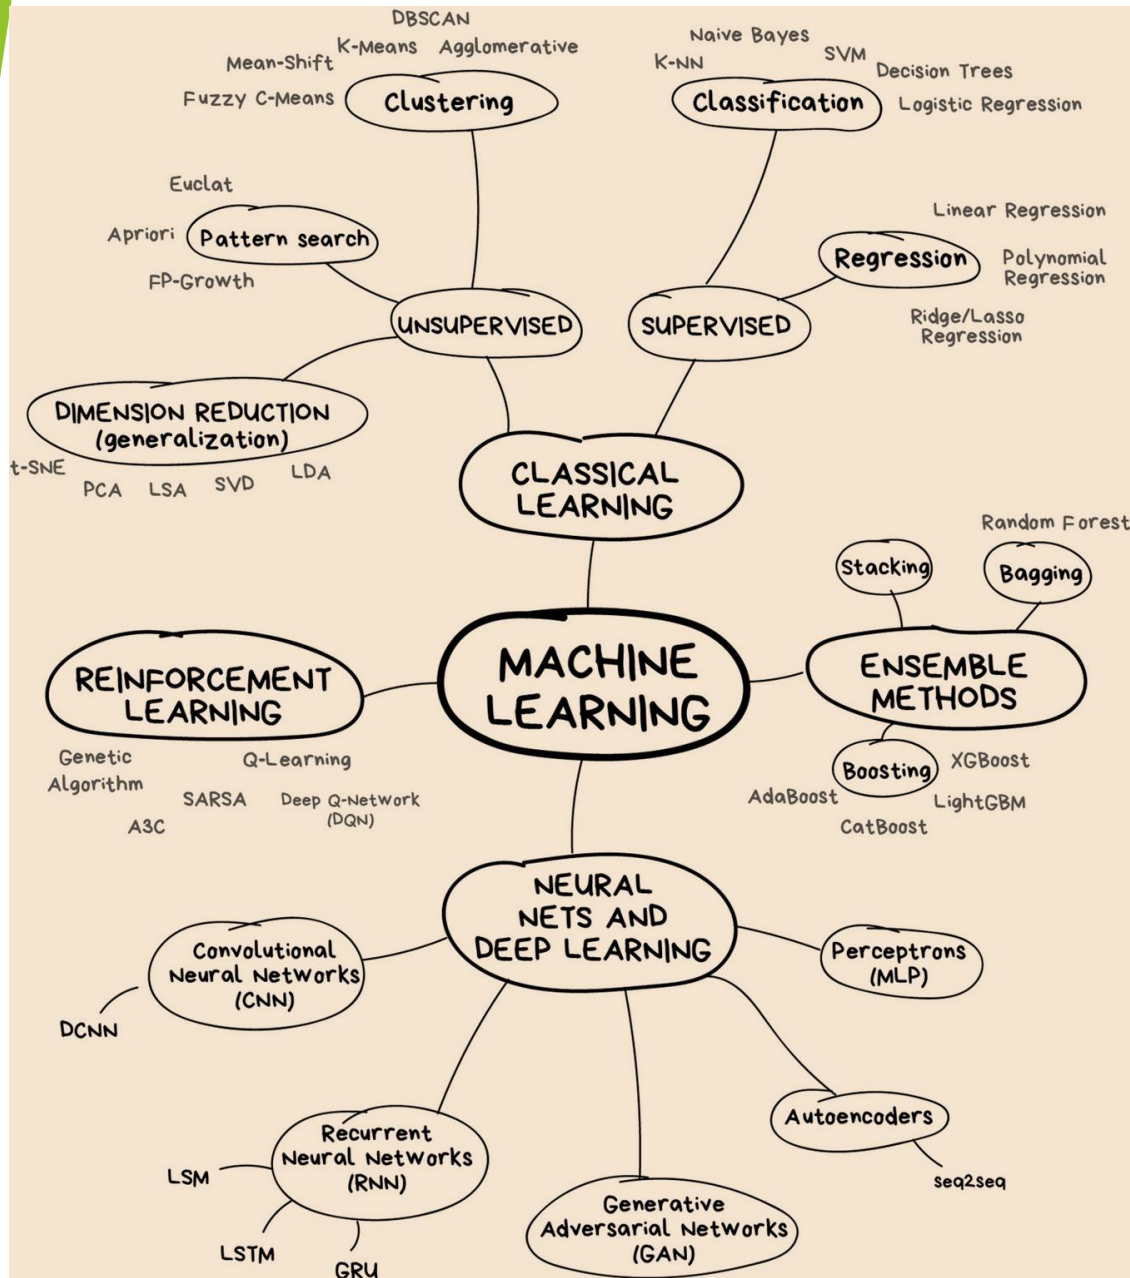 DBSCAN
K-Means
Agglomerative
Mean-Shift
Fuzzy C-Means
Clustering
Naive Bayes
K-NN
SVM
Decision Trees
Classification
Logistic Regression
Euclat
Apriori
Pattern search
FP-Growth
Linear Regression
Regression
Polynomial
Regression
Ridge/Lasso
Regression
UNSUPERVISED
SUPERVISED
DIMENSION REDUCTION
(generalization)
t-SNE
PCA
LSA
SVD
LDA
CLASSICAL
LEARNING
Random Forest
Stacking
Bagging
REINFORCEMENT
LEARNING
MACHINE
LEARNING
ENSEMBLE
METHODS
Genetic
Algorithm
Q-Learning
SARSA
Deep Q-Network
(DQN)
A3C
Boosting
XGBoost
AdaBoost
LightGBM
CatBoost
NEURAL
NETS AND
DEEP LEARNING
Convolutional
Neural Networks
(CNN)
DCNN
Perceptrons
(MLP)
Autoencoders
seq2seq
Recurrent
Neural Networks
(RNN)
LSM
LSTM
GRU
Generative
Adversarial Networks
(GAN)